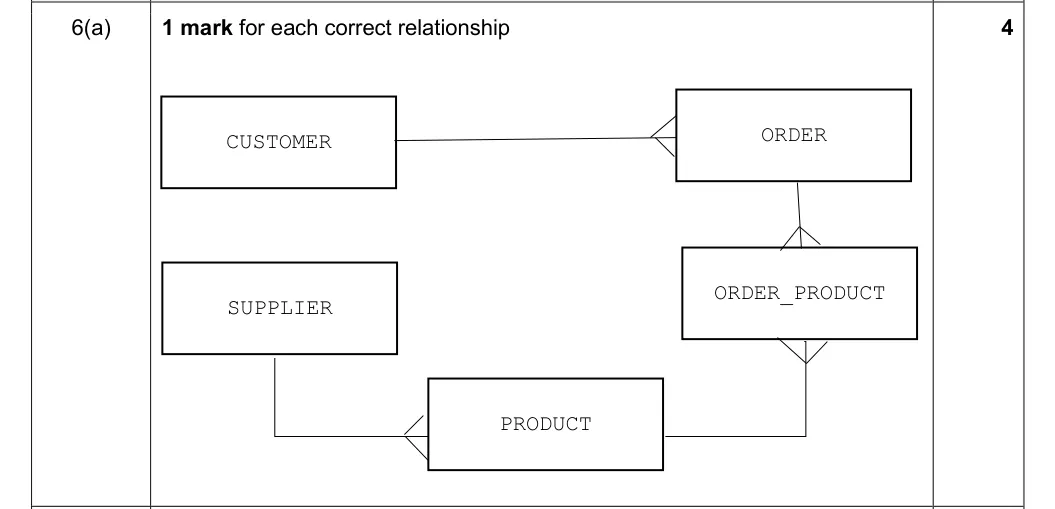 6(a)
1 mark for each correct relationship
4
CUSTOMER
ORDER
SUPPLIER
ORDER_PRODUCT
PRODUCT